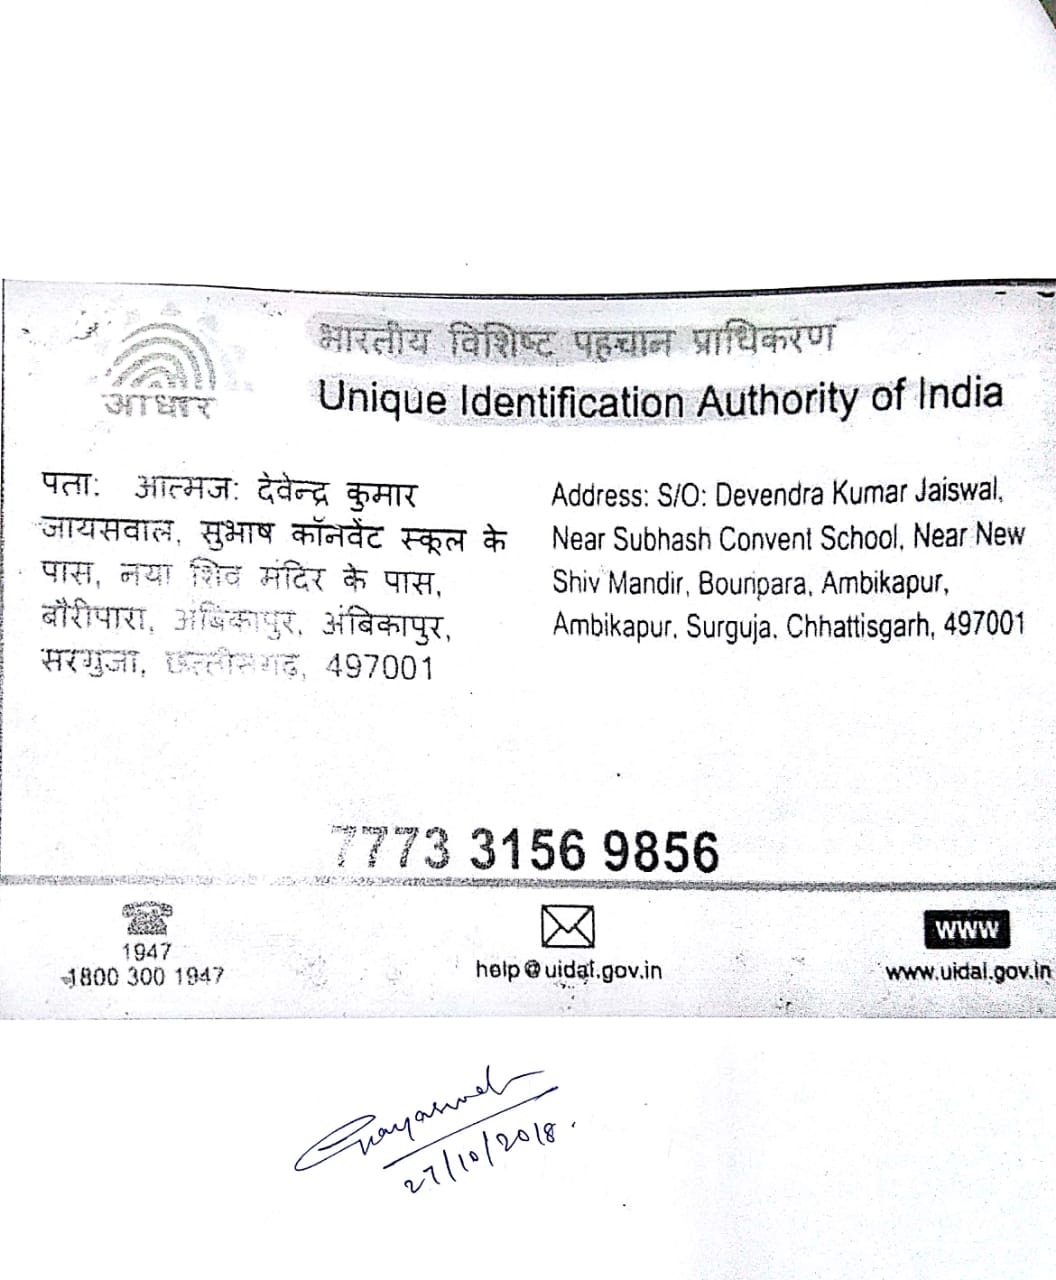 भारतीय विशिष्ट पहचान प्राधिकरण
Unique Identification Authority of India
आधार
पता: आत्मज: देवेन्द्र कुमार
जायसवाल, सुभाष कॉनवेंट स्कूल के
पास, नया शिव मंदिर के पास,
बौरीपारा, अंबिकापुर, अंबिकापुर,
सरगुजा, छत्तीसगढ़, 497001
Address: S/O: Devendra Kumar Jaiswal,
Near Subhash Convent School, Near New
Shiv Mandir, Bouripara, Ambikapur,
Ambikapur, Surguja, Chhattisgarh, 497001
7773 3156 9856
1947
1800 300 1947
help@uidai.gov.in
www
www.uidai.gov.in
27/10/2018.